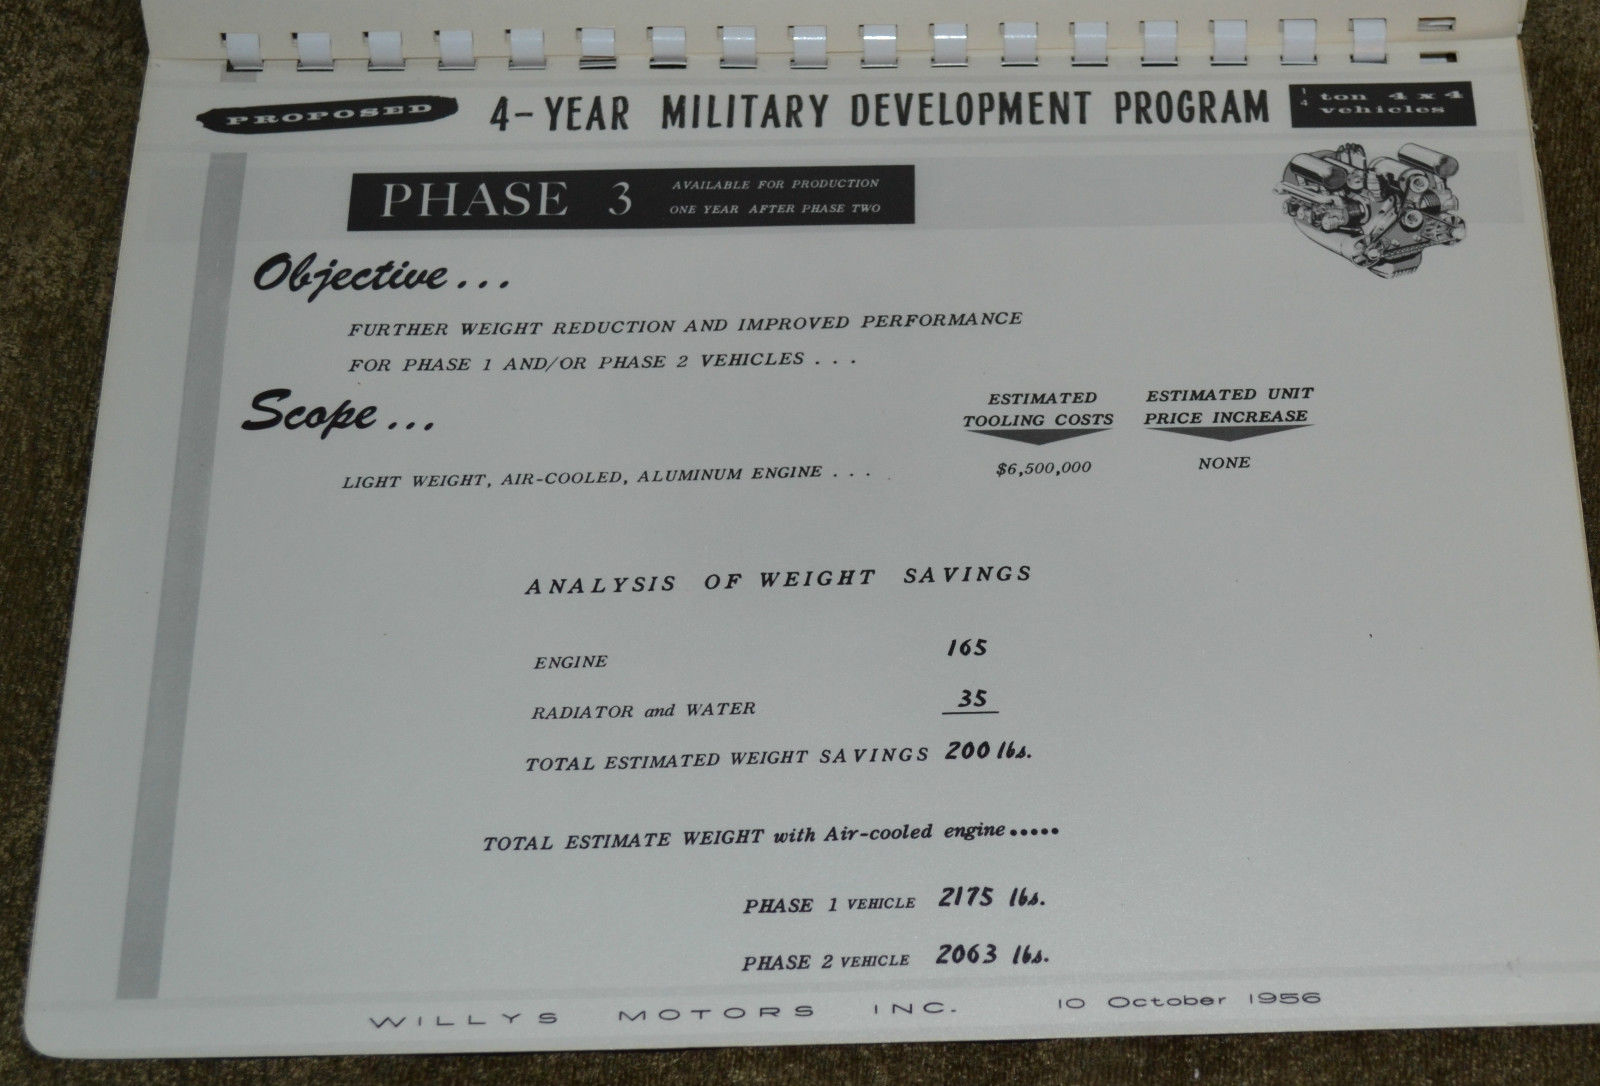 PROPOSED 4-YEAR MILITARY DEVELOPMENT PROGRAM 1/4 ton 4 x 4
vehicles
PHASE 3 AVAILABLE FOR PRODUCTION
ONE YEAR AFTER PHASE TWO
Objective...
FURTHER WEIGHT REDUCTION AND IMPROVED PERFORMANCE
FOR PHASE 1 AND/OR PHASE 2 VEHICLES . . .
Scope...
ESTIMATED
TOOLING COSTS
ESTIMATED UNIT
PRICE INCREASE
LIGHT WEIGHT, AIR-COOLED, ALUMINUM ENGINE . . . $6,500,000 NONE
ANALYSIS OF WEIGHT SAVINGS
ENGINE 165
RADIATOR and WATER 35
TOTAL ESTIMATED WEIGHT SAVINGS 200 lbs.
TOTAL ESTIMATE WEIGHT with Air-cooled engine.....
PHASE 1 VEHICLE 2175 lbs.
PHASE 2 VEHICLE 2063 lbs.
WILLYS MOTORS INC. 10 October 1956